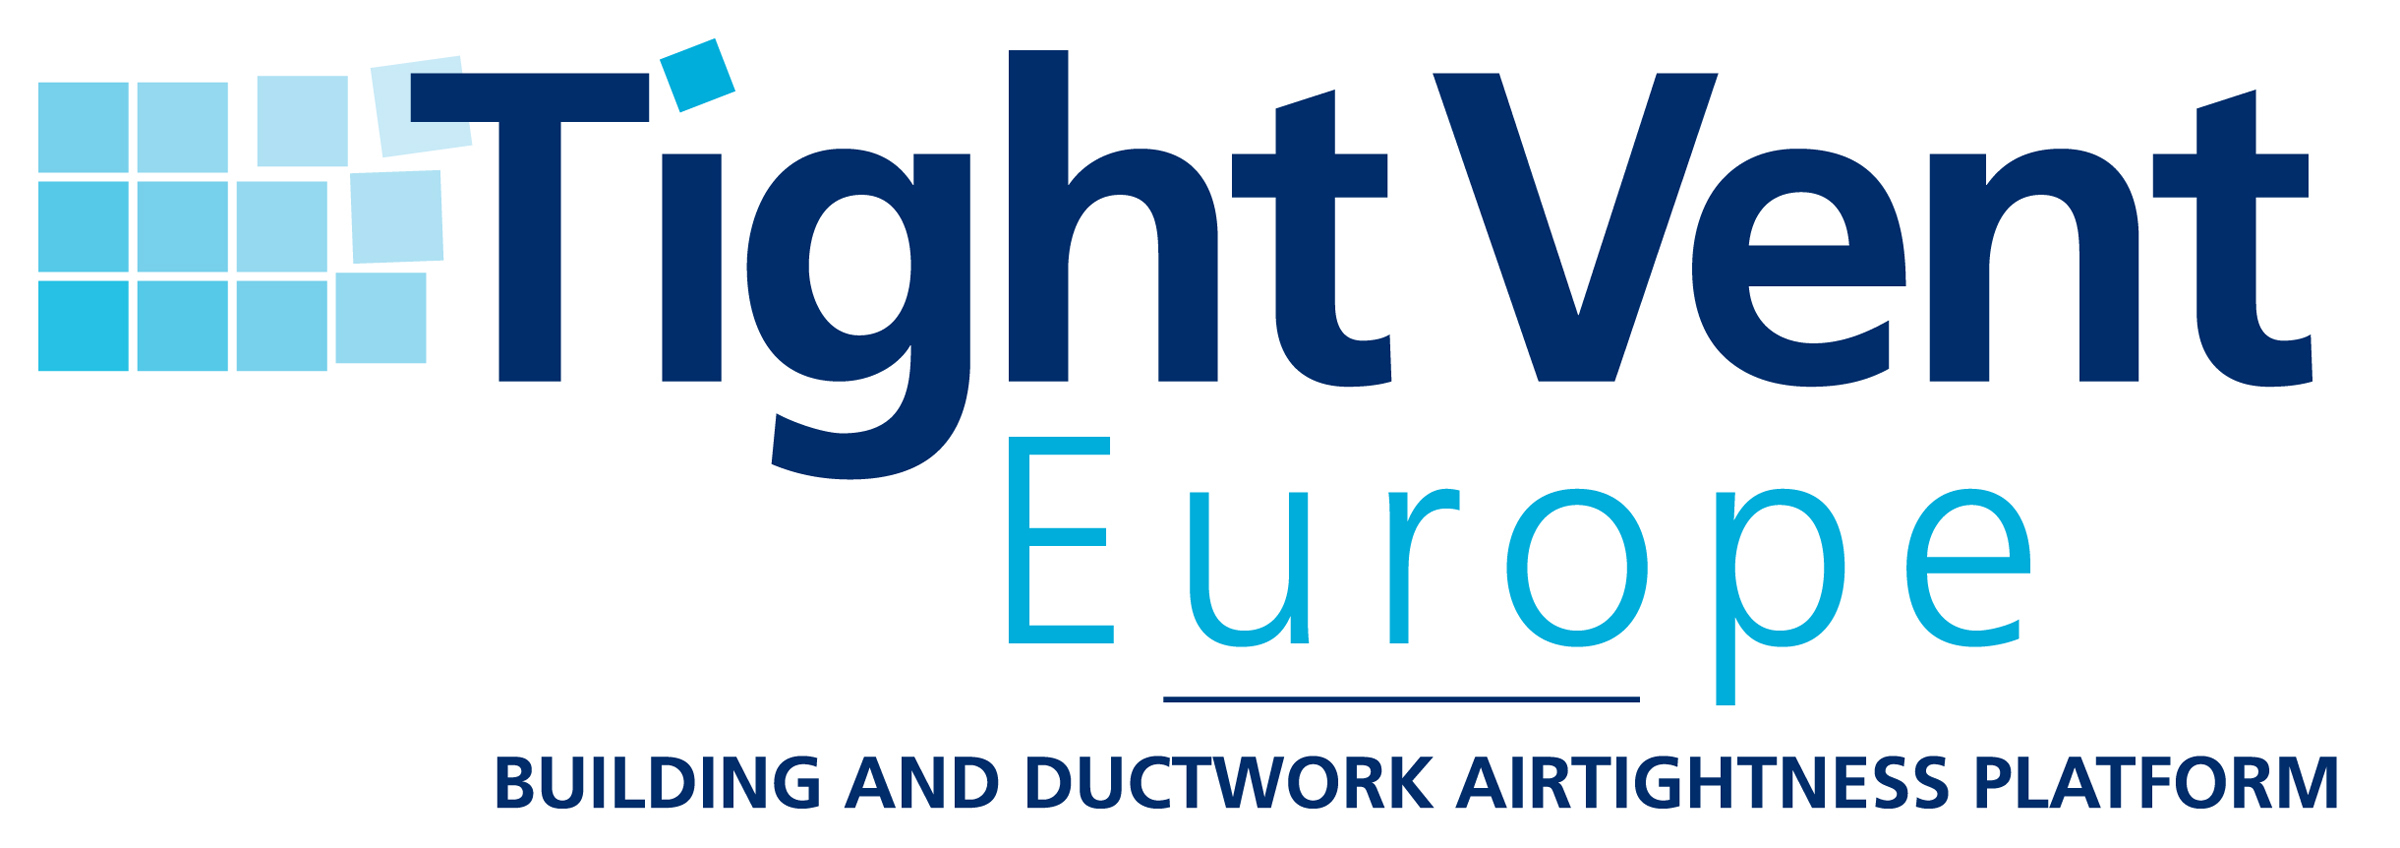 TightVent
Europe
BUILDING AND DUCTWORK AIRTIGHTNESS PLATFORM